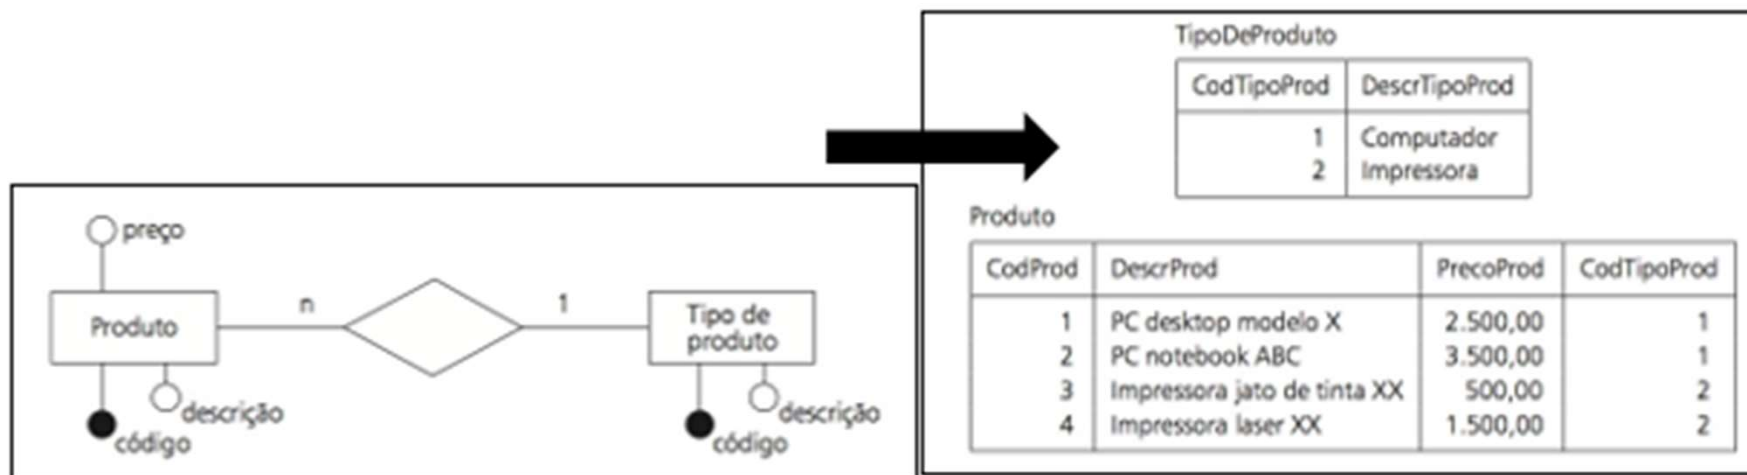 preço
Produto
n
1
Tipo de
produto
descrição
código
descrição
código
TipoDeProduto
CodTipoProd DescrTipoProd
1 Computador
2 Impressora
Produto
CodProd DescrProd PrecoProd CodTipoProd
1 PC desktop modelo X 2.500,00 1
2 PC notebook ABC 3.500,00 1
3 Impressora jato de tinta XX 500,00 2
4 Impressora laser XX 1.500,00 2